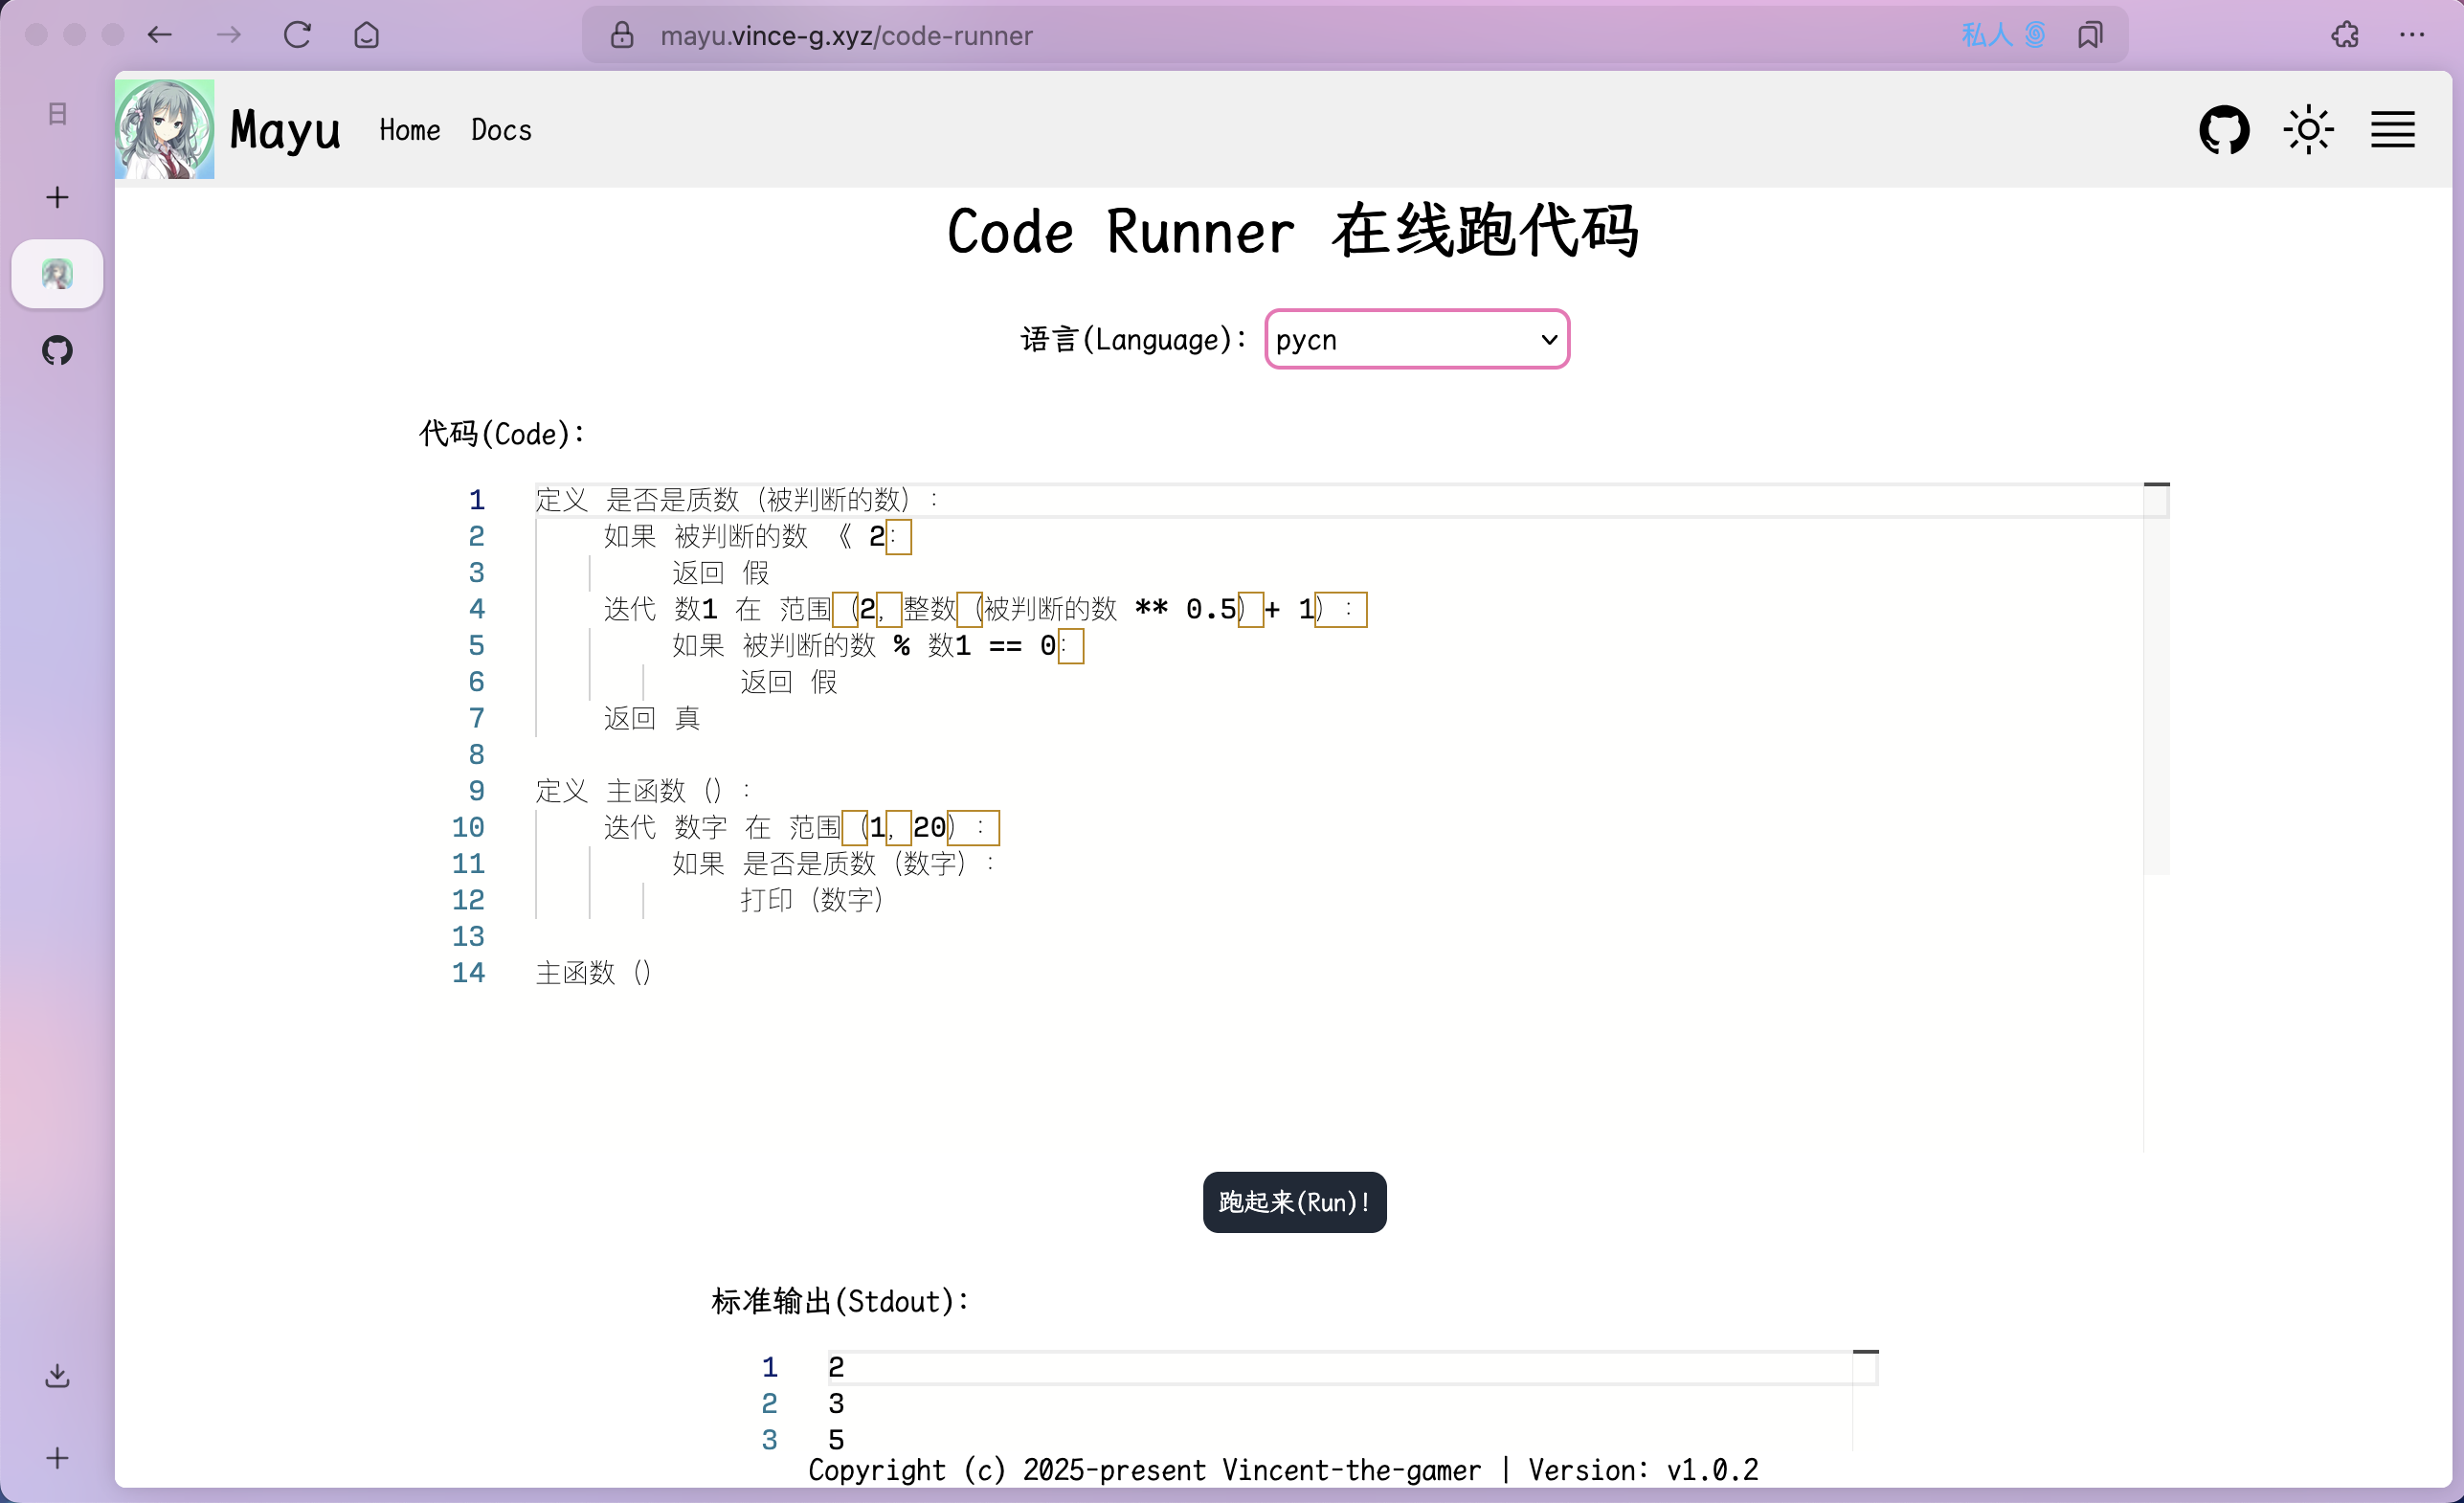 mayu.vince-g.xyz/code-runner 私人
Mayu Home Docs
Code Runner 在线跑代码
语言(Language): pycn
代码(Code):
1 定义 是否是质数（被判断的数）：
2 如果 被判断的数 《 2：
3 返回 假
4 迭代 数1 在 范围（2，整数（被判断的数 ** 0.5）+ 1）：
5 如果 被判断的数 % 数1 == 0：
6 返回 假
7 返回 真
8
9 定义 主函数（）：
10 迭代 数字 在 范围（1，20）：
11 如果 是否是质数（数字）：
12 打印（数字）
13
14 主函数（）
跑起来(Run)!
标准输出(Stdout):
1 2
2 3
3 5
Copyright (c) 2025-present Vincent-the-gamer | Version: v1.0.2